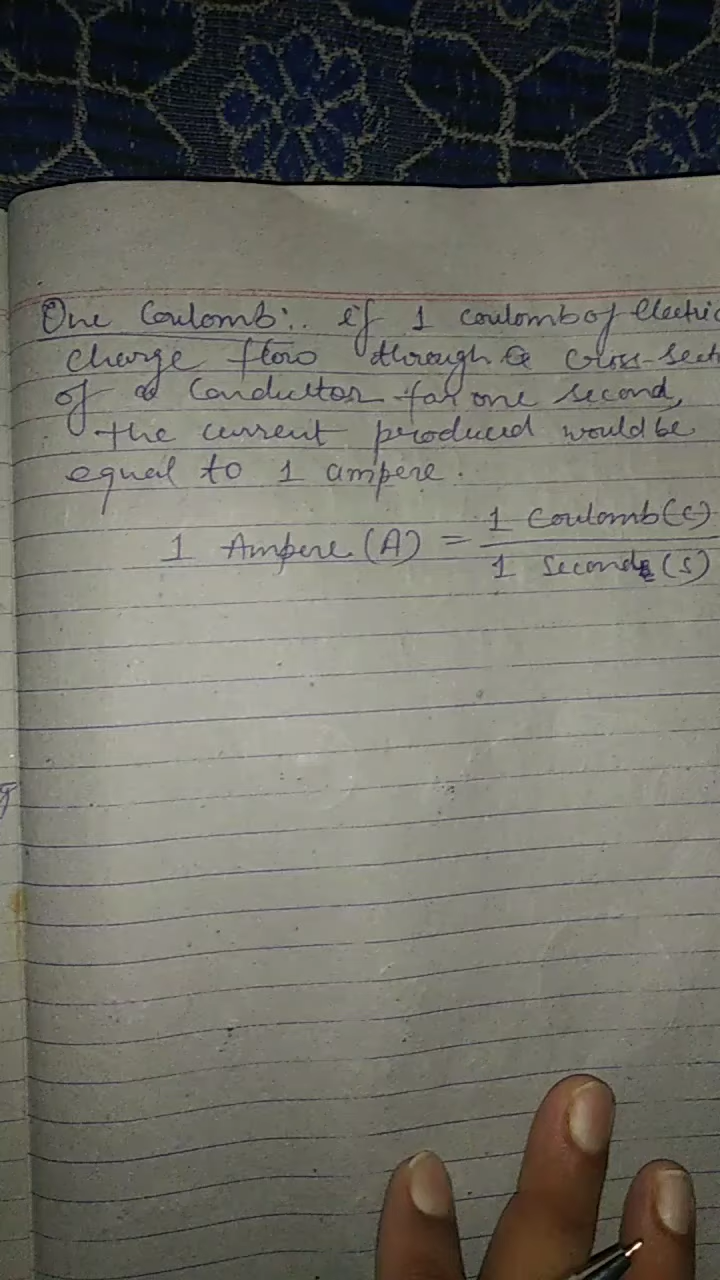 One Coulomb:. if 1 coulomb of Electric
charge flow through a cross-sect
of a Conductor for one second,
the current produced would be
equal to 1 ampere.
1 Ampere (A) = 1 Coulomb (C)
1 Second (s)